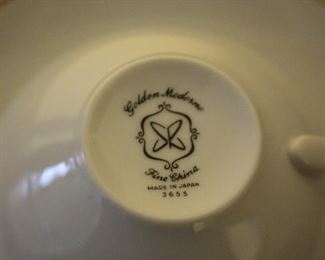 Golden Moderne
Fine China
MADE IN JAPAN
3655